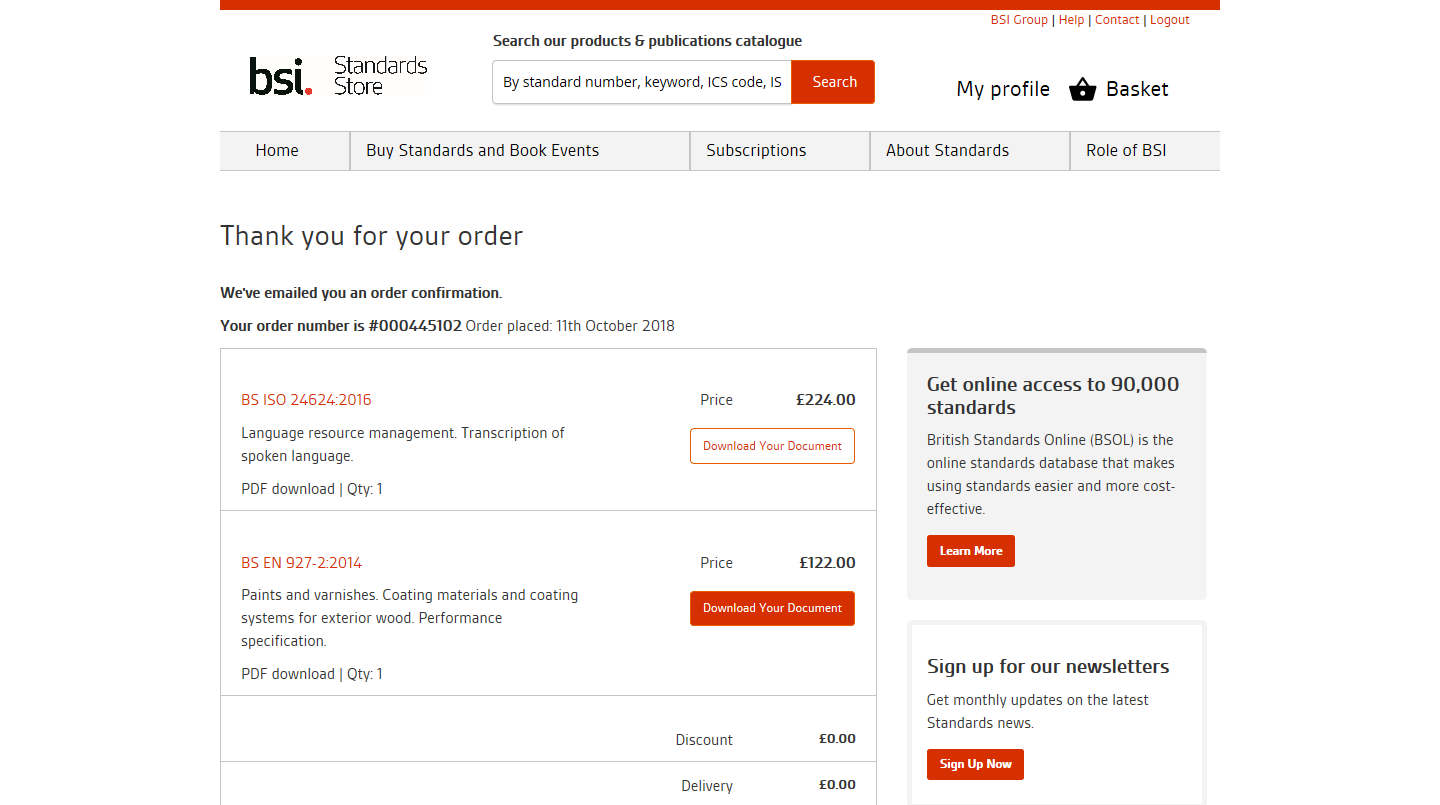 BSI Group | Help | Contact | Logout
Search our products & publications catalogue
bsi. Standards
Store
By standard number, keyword, ICS code, IS
Search
My profile
Basket
Home
Buy Standards and Book Events
Subscriptions
About Standards
Role of BSI
Thank you for your order
We've emailed you an order confirmation.
Your order number is #000445102 Order placed: 11th October 2018
BS ISO 24624:2016
Price
£224.00
Language resource management. Transcription of
spoken language.
Download Your Document
PDF download | Qty: 1
BS EN 927-2:2014
Price
£122.00
Paints and varnishes. Coating materials and coating
systems for exterior wood. Performance
specification.
Download Your Document
PDF download | Qty: 1
Discount
£0.00
Delivery
£0.00
Get online access to 90,000
standards
British Standards Online (BSOL) is the
online standards database that makes
using standards easier and more cost-
effective.
Learn More
Sign up for our newsletters
Get monthly updates on the latest
Standards news.
Sign Up Now